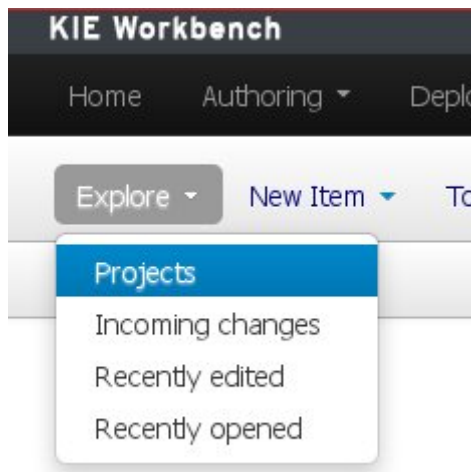 KIE Workbench
Home Authoring
Explore New Item
Projects
Incoming changes
Recently edited
Recently opened